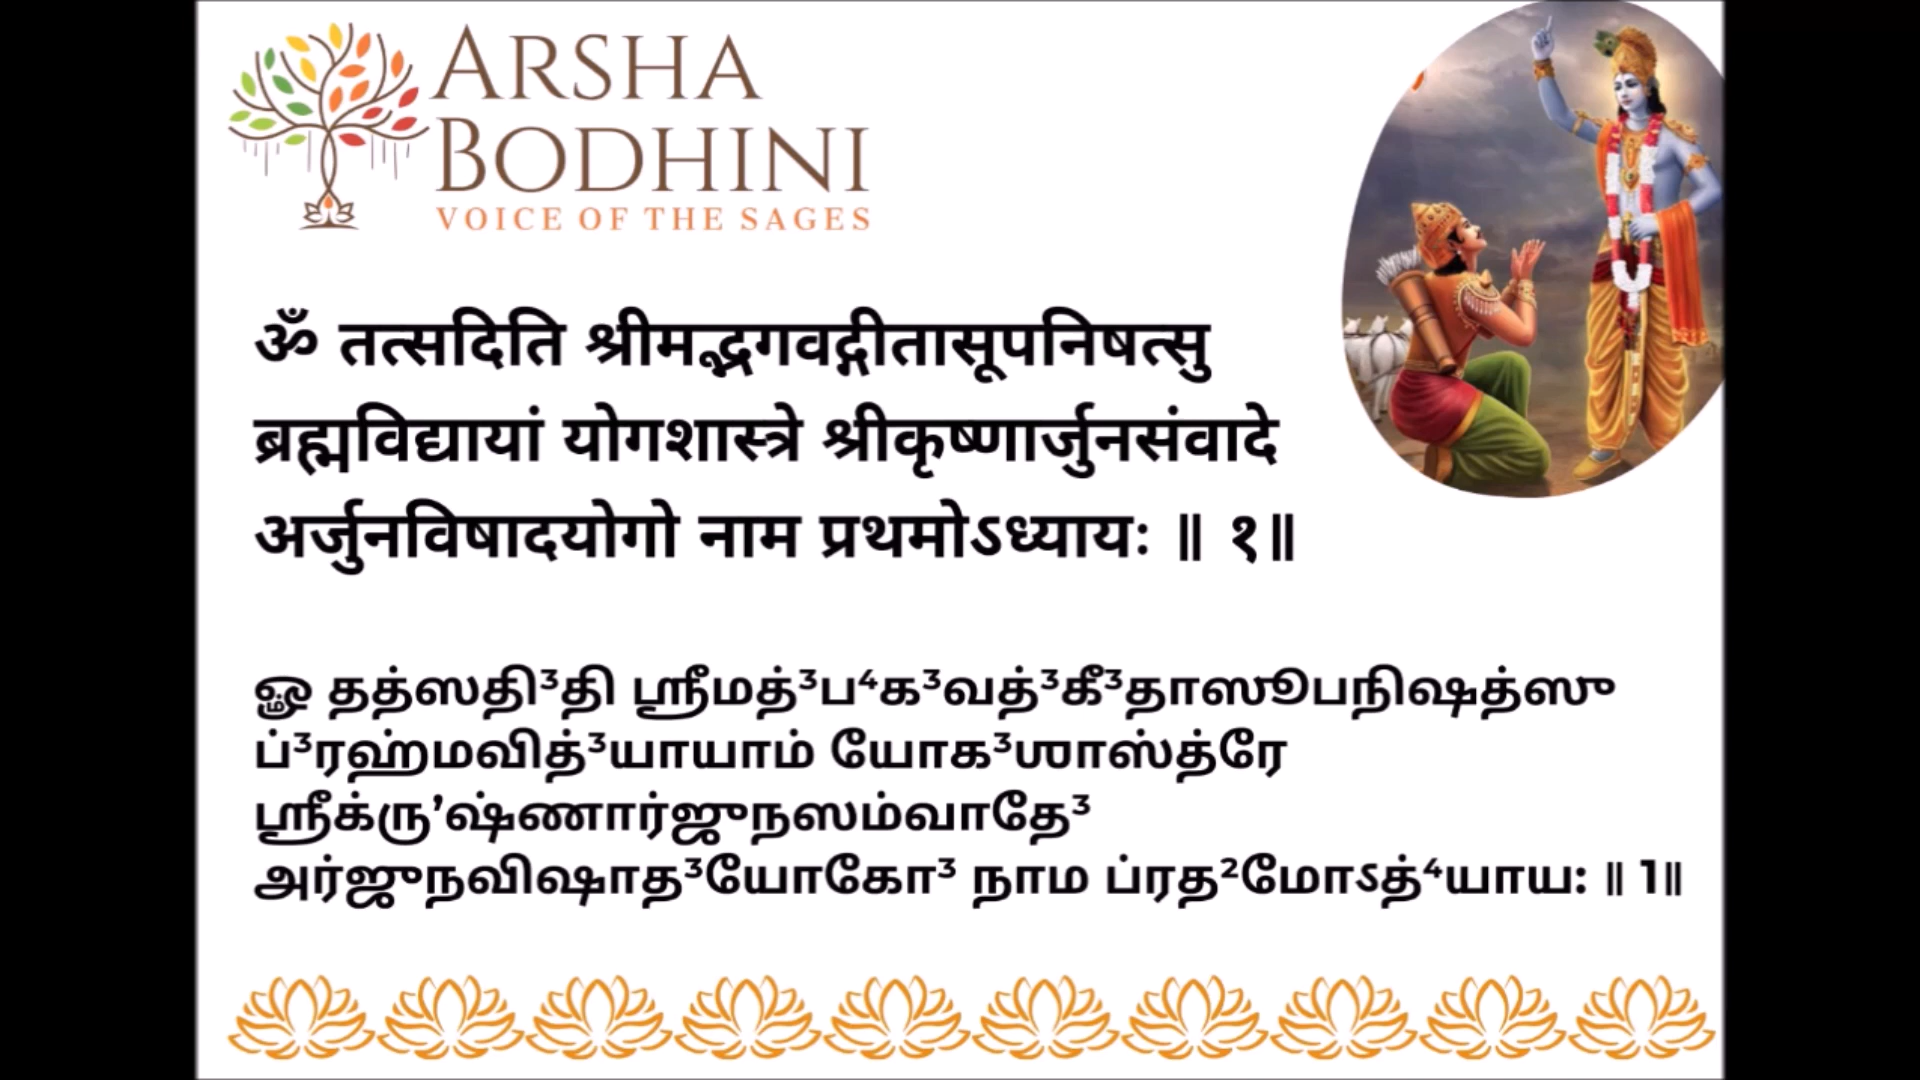 ARSHA
BODHINI
VOICE OF THE SAGES
ॐ तत्सदिति श्रीमद्भगवद्गीतासूपनिषत्सु
ब्रह्मविद्यायां योगशास्त्रे श्रीकृष्णार्जुनसंवादे
अर्जुनविषादयोगो नाम प्रथमोऽध्यायः ॥ १॥
ௐ தத்ஸதி³தி ஶ்ரீமத்³ப⁴க³வத்³கீ³தாஸூபநிஷத்ஸு
ப்³ரஹ்மவித்³யாயாம் யோக³ஶாஸ்த்ரே
ஶ்ரீக்ரு’ஷ்ணார்ஜுநஸம்வாதே³
அர்ஜுநவிஷாத³யோகோ³ நாம ப்ரத²மோऽத்⁴யாய: ॥ 1॥